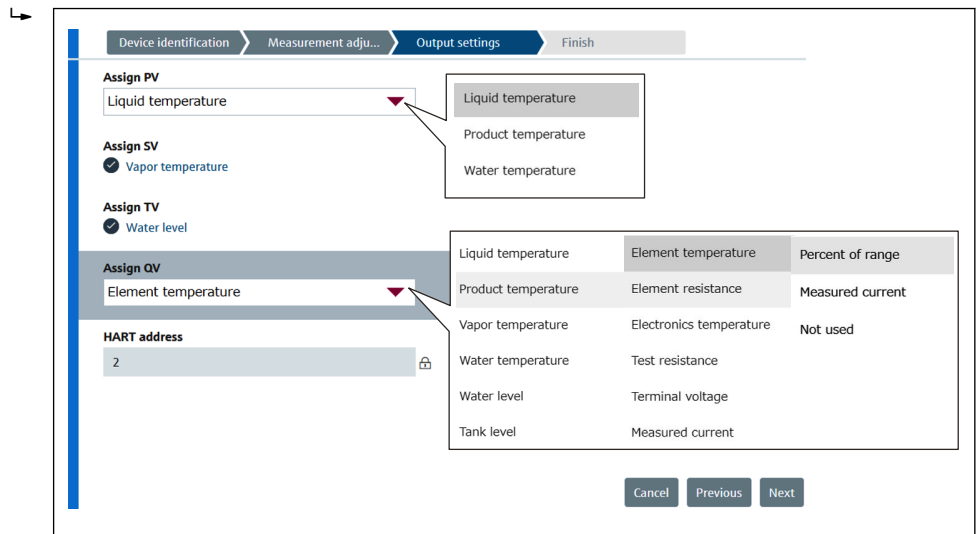 Device identification Measurement adju... Output settings Finish
Assign PV
Liquid temperature
Liquid temperature
Product temperature
Water temperature
Assign SV
Vapor temperature
Assign TV
Water level
Assign QV
Element temperature
Liquid temperature Element temperature Percent of range
Product temperature Element resistance Measured current
Vapor temperature Electronics temperature Not used
Water temperature Test resistance
Water level Terminal voltage
Tank level Measured current
HART address
2
Cancel Previous Next